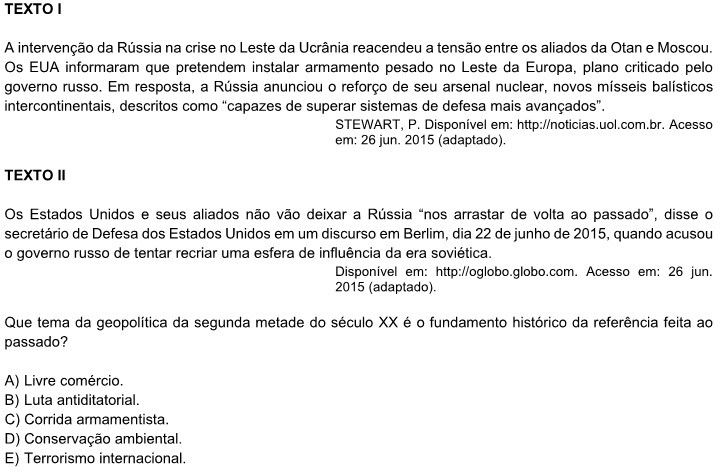 TEXTO I
A intervenção da Rússia na crise no Leste da Ucrânia reacendeu a tensão entre os aliados da Otan e Moscou.
Os EUA informaram que pretendem instalar armamento pesado no Leste da Europa, plano criticado pelo
governo russo. Em resposta, a Rússia anunciou o reforço de seu arsenal nuclear, novos mísseis balísticos
intercontinentais, descritos como “capazes de superar sistemas de defesa mais avançados”.
STEWART, P. Disponível em: http://noticias.uol.com.br. Acesso
em: 26 jun. 2015 (adaptado).
TEXTO II
Os Estados Unidos e seus aliados não vão deixar a Rússia “nos arrastar de volta ao passado”, disse o
secretário de Defesa dos Estados Unidos em um discurso em Berlim, dia 22 de junho de 2015, quando acusou
o governo russo de tentar recriar uma esfera de influência da era soviética.
Disponível em: http://oglobo.globo.com. Acesso em: 26 jun.
2015 (adaptado).
Que tema da geopolítica da segunda metade do século XX é o fundamento histórico da referência feita ao
passado?
A) Livre comércio.
B) Luta antiditatorial.
C) Corrida armamentista.
D) Conservação ambiental.
E) Terrorismo internacional.